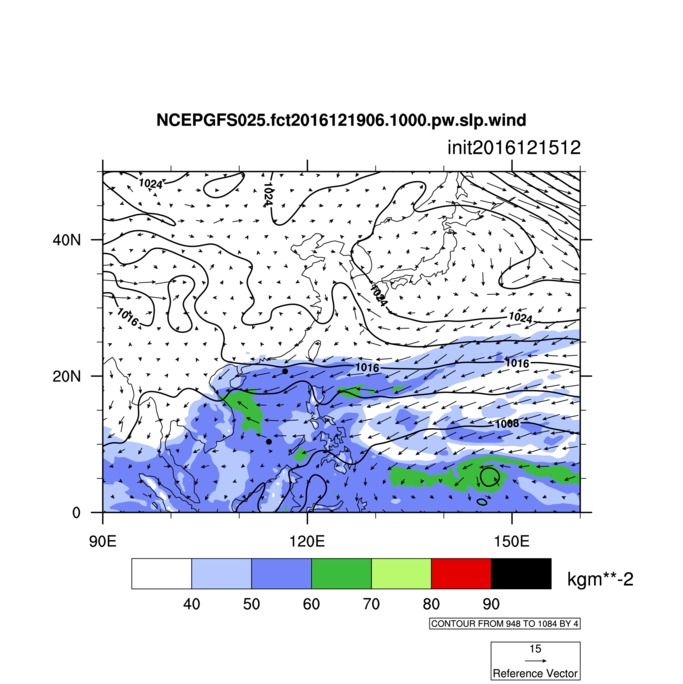 NCEPGFS025.fct2016121906.1000.pw.slp.wind
init2016121512
1024
1024
40N
1024
1016
1024
1016
1016
20N
1008
0
90E 120E 150E
kgm**-2
40 50 60 70 80 90
CONTOUR FROM 948 TO 1084 BY 4
15
Reference Vector